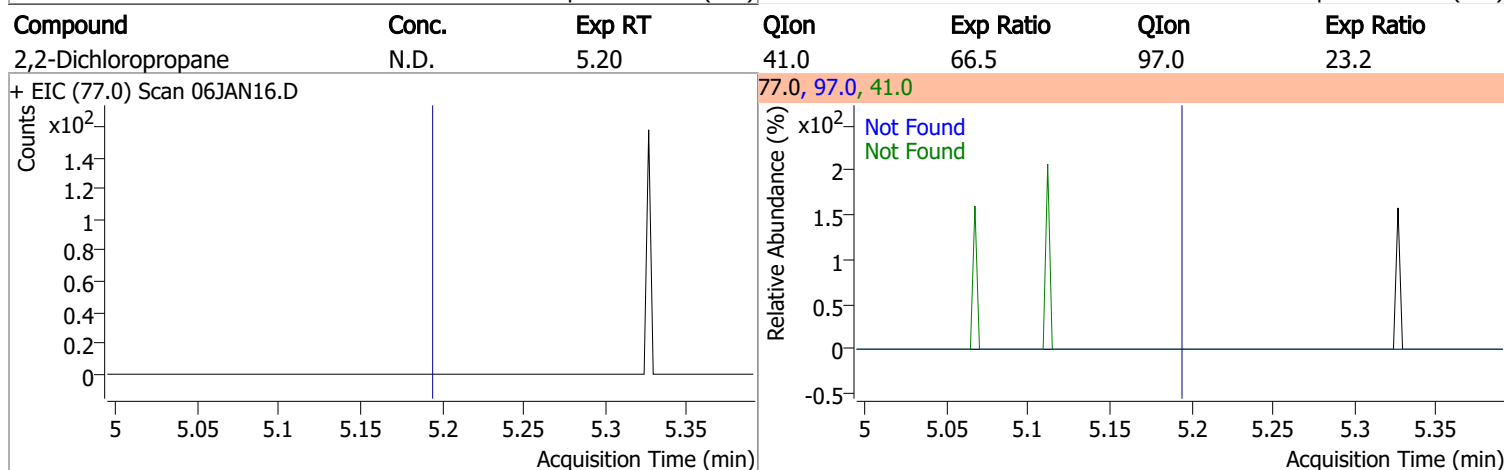 Compound Conc. Exp RT QIon Exp Ratio QIon Exp Ratio
2,2-Dichloropropane N.D. 5.20 41.0 66.5 97.0 23.2
+ EIC (77.0) Scan 06JAN16.D
Counts
x10²
1.4
1.2
1
0.8
0.6
0.4
0.2
0
5 5.05 5.1 5.15 5.2 5.25 5.3 5.35
Acquisition Time (min)
77.0, 97.0, 41.0
Relative Abundance (%)
x10²
Not Found
Not Found
2
1.5
1
0.5
0
-0.5
5 5.05 5.1 5.15 5.2 5.25 5.3 5.35
Acquisition Time (min)